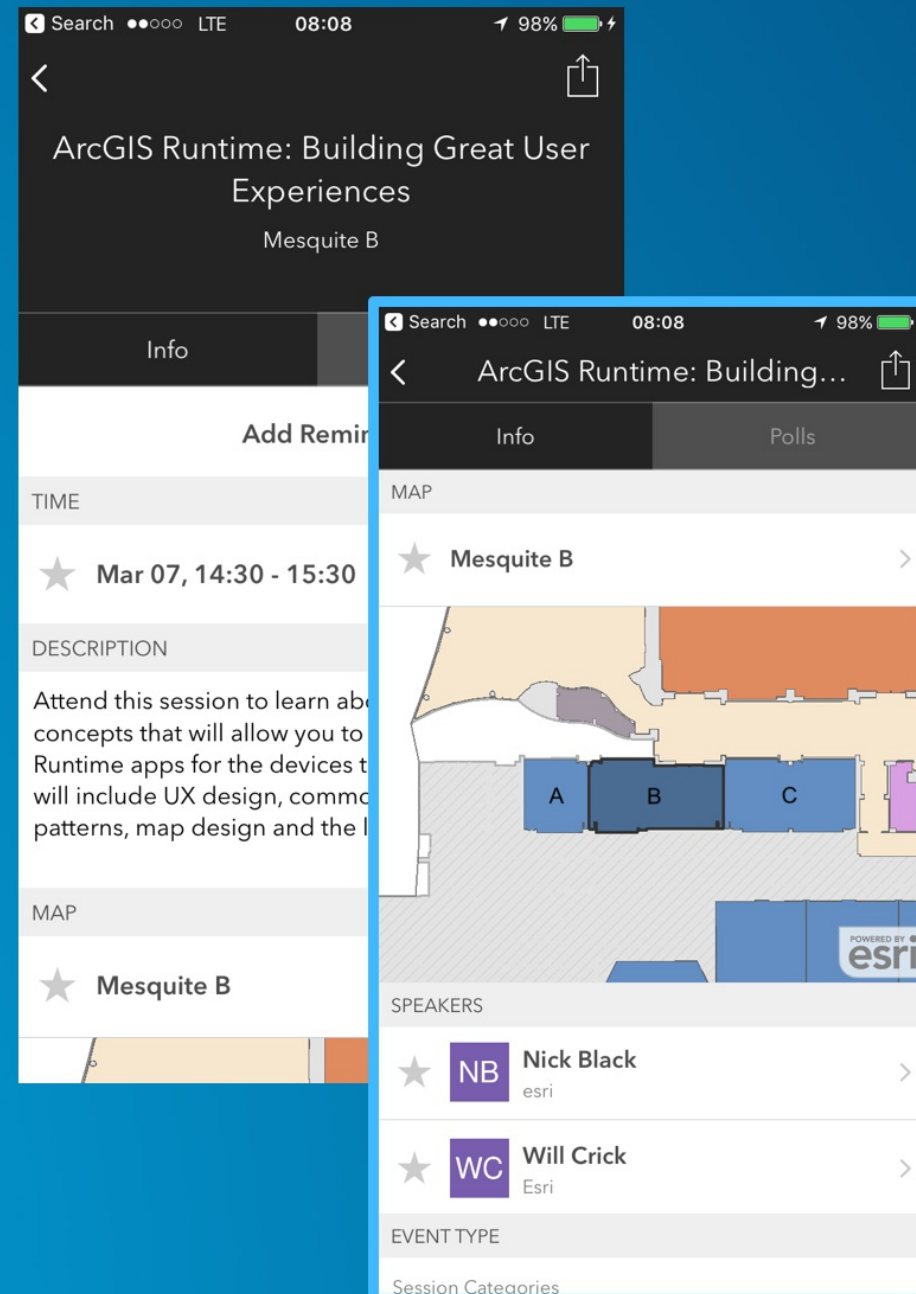 Search LTE 08:08 98%
ArcGIS Runtime: Building Great User
Experiences
Mesquite B
Info
Add Remin
TIME
Mar 07, 14:30 - 15:30
DESCRIPTION
Attend this session to learn abo
concepts that will allow you to
Runtime apps for the devices t
will include UX design, commo
patterns, map design and the l
MAP
Mesquite B
Search LTE 08:08 98%
ArcGIS Runtime: Building...
Info Polls
MAP
Mesquite B
A B C
POWERED BY
esri
SPEAKERS
NB Nick Black
esri
WC Will Crick
Esri
EVENT TYPE
Session Categories